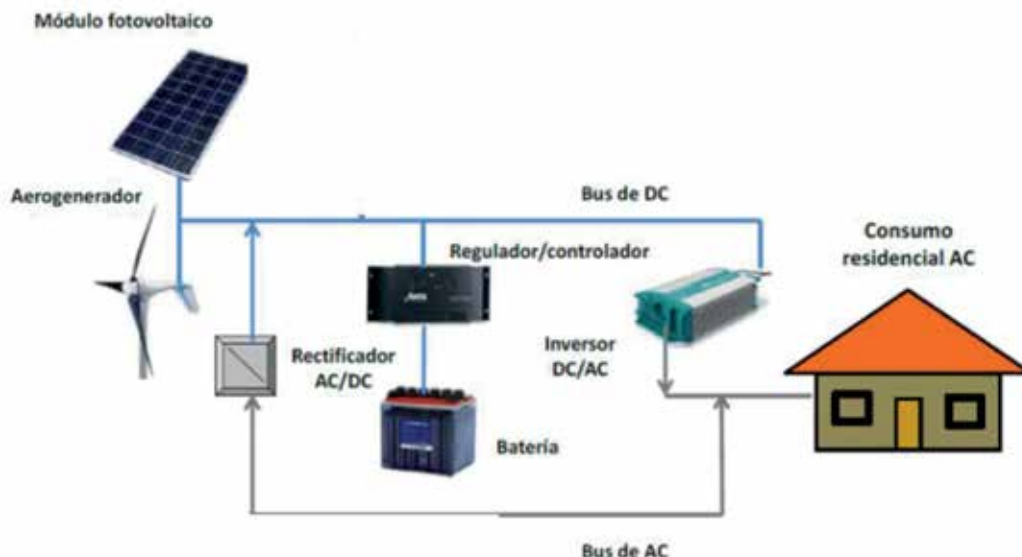 Módulo fotovoltaico
Aerogenerador
Bus de DC
Regulador/controlador
Consumo
residencial AC
Rectificador
AC/DC
Inversor
DC/AC
Batería
Bus de AC